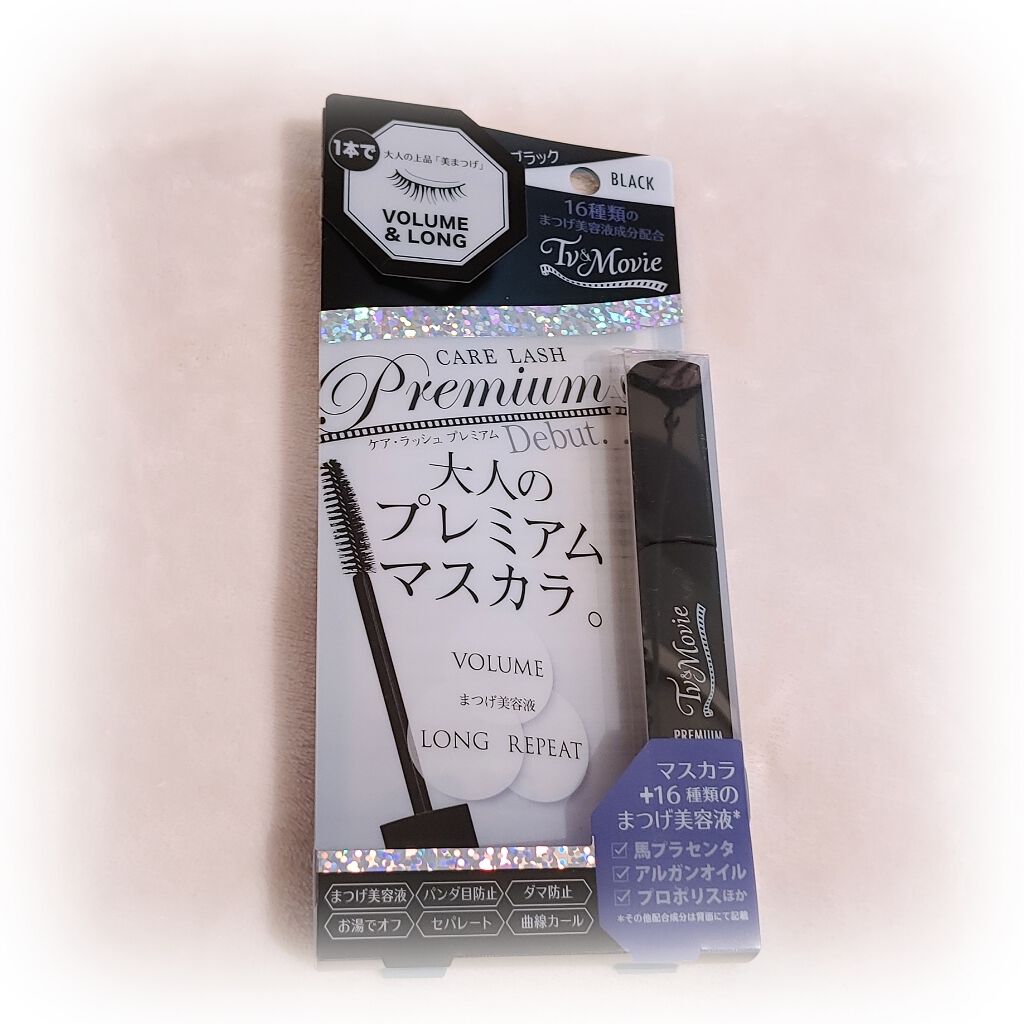 1本で
大人の上品「美まつげ」
VOLUME
& LONG
ブラック
BLACK
16種類の
まつげ美容液成分配合
Tv&Movie
CARE LASH
Premium
ケア・ラッシュ プレミアム
Debut...
大人の
プレミアム
マスカラ。
VOLUME
まつげ美容液
LONG REPEAT
Tv&Movie
PREMIUM
マスカラ
+16種類の
まつげ美容液*
馬プラセンタ
アルガンオイル
プロポリスほか
*その他配合成分は背面にて記載
まつげ美容液 パンダ目防止 ダマ防止
お湯でオフ セパレート 曲線カール